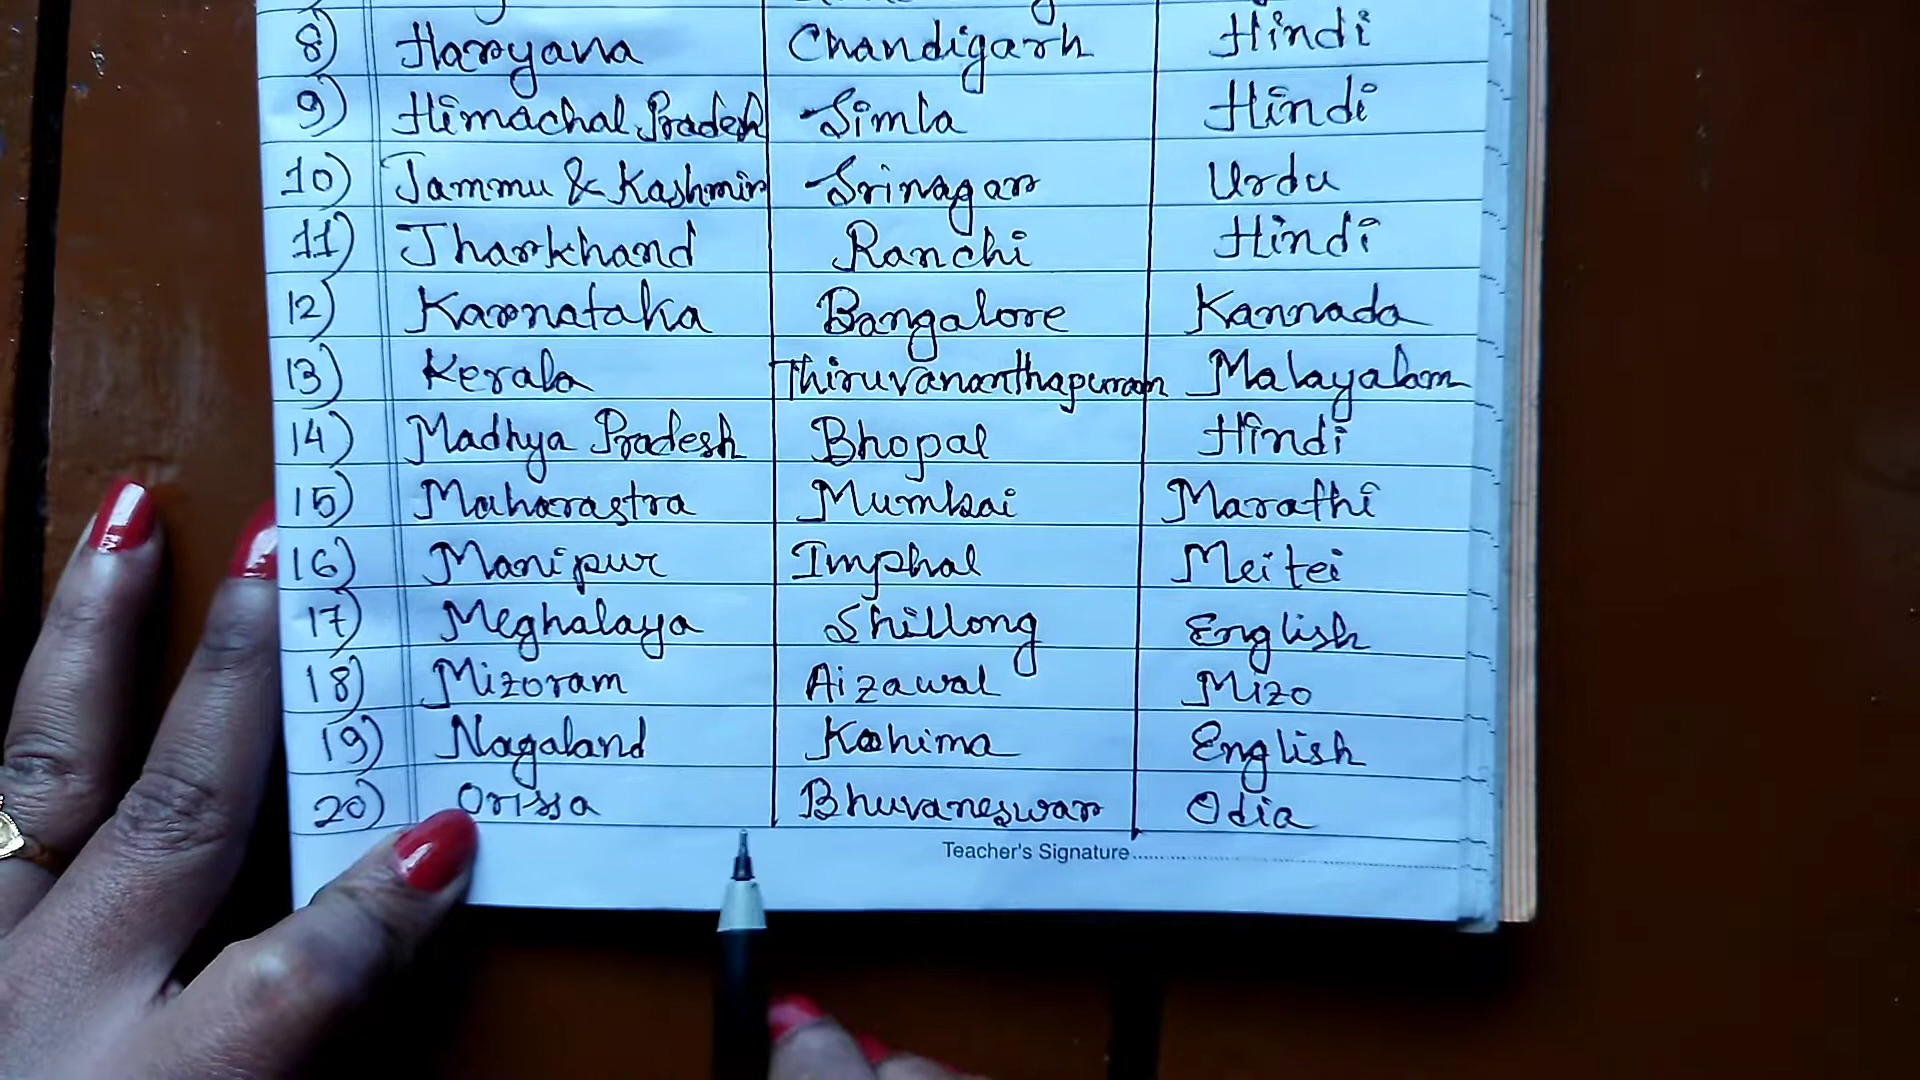 8) Haryana Chandigarh Hindi
9) Himachal Pradesh Simla Hindi
10) Jammu & Kashmir Srinagar Urdu
11) Jharkhand Ranchi Hindi
12) Karnataka Bangalore Kannada
13) Kerala Thiruvananthapuram Malayalam
14) Madhya Pradesh Bhopal Hindi
15) Maharastra Mumbai Marathi
16) Manipur Imphal Meitei
17) Meghalaya Shillong English
18) Mizoram Aizawal Mizo
19) Nagaland Kohima English
20) Orissa Bhuvaneswar Odia
Teacher's Signature